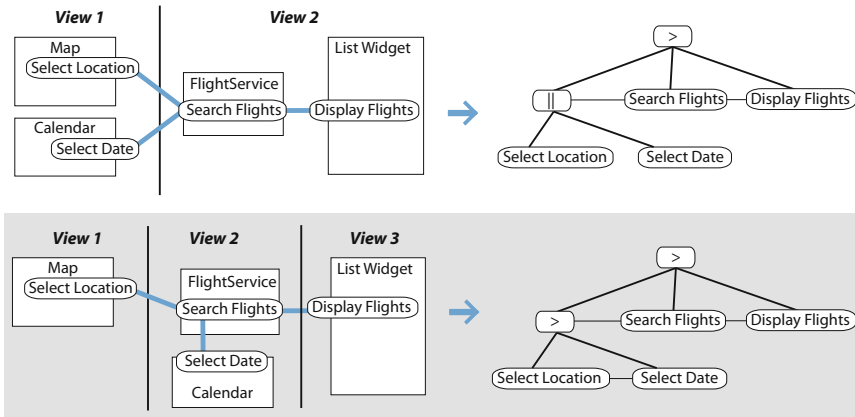 View 1
View 2
Map
Select Location
Calendar
Select Date
FlightService
Search Flights
List Widget
Display Flights
>
||
Search Flights
Display Flights
Select Location
Select Date
View 1
View 2
View 3
Map
Select Location
FlightService
Search Flights
Select Date
Calendar
List Widget
Display Flights
>
>
Search Flights
Display Flights
Select Location
Select Date